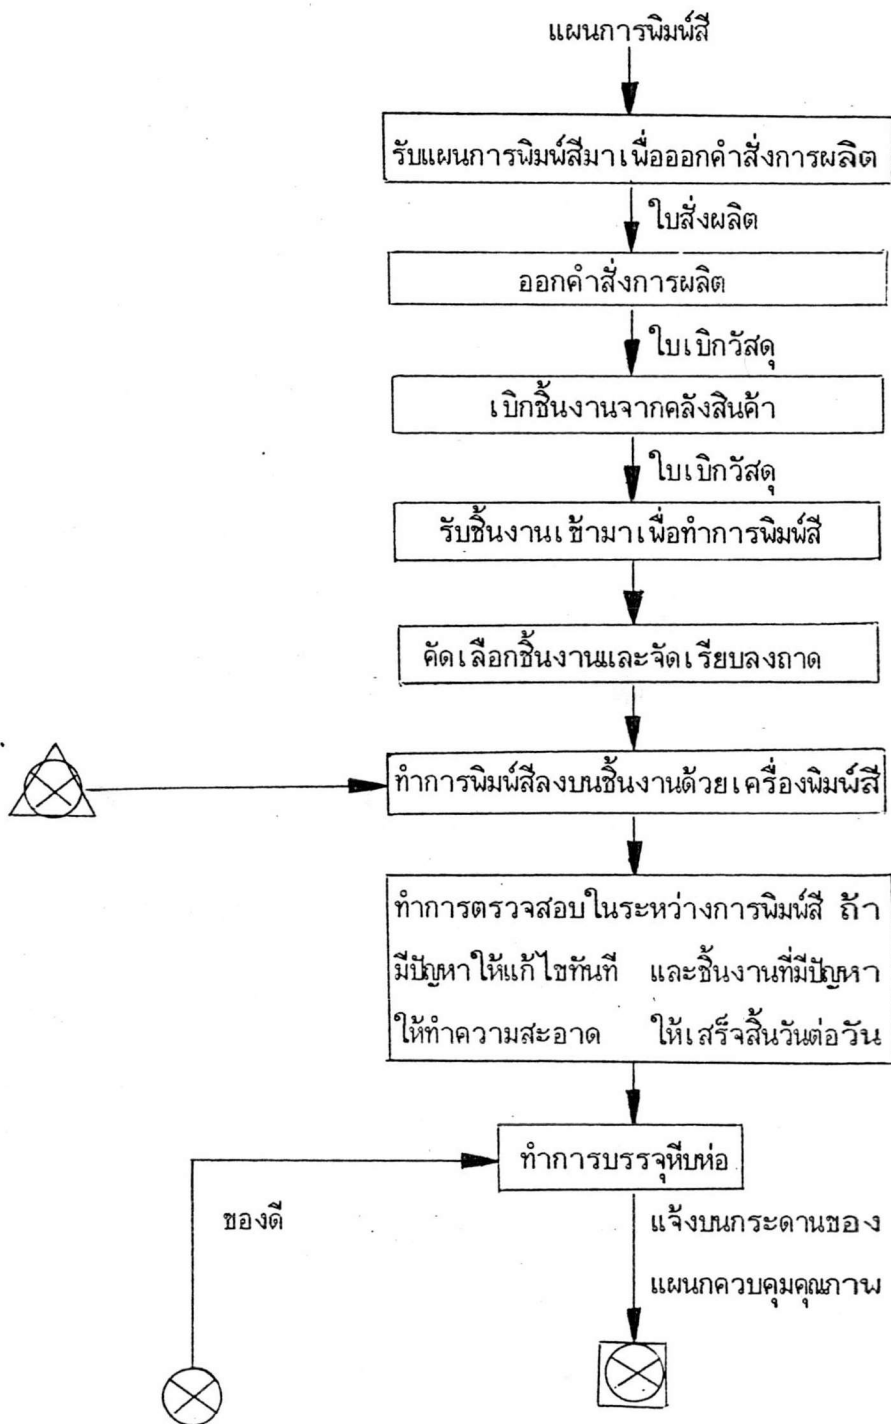 แผนการพิมพ์สี
รับแผนการพิมพ์สีมาเพื่อออกคำสั่งการผลิต
ใบสั่งผลิต
ออกคำสั่งการผลิต
ใบเบิกวัสดุ
เบิกชิ้นงานจากคลังสินค้า
ใบเบิกวัสดุ
รับชิ้นงานเข้ามาเพื่อทำการพิมพ์สี
คัดเลือกชิ้นงานและจัดเรียบลงถาด
ทำการพิมพ์สีลงบนชิ้นงานด้วยเครื่องพิมพ์สี
ทำการตรวจสอบในระหว่างการพิมพ์สี ถ้า
มีปัญหาให้แก้ไขทันที และชิ้นงานที่มีปัญหา
ให้ทำความสะอาด ให้เสร็จสิ้นวันต่อวัน
ทำการบรรจุหีบห่อ
ของดี
แจ้งบนกระดานของ
แผนกควบคุมคุณภาพ